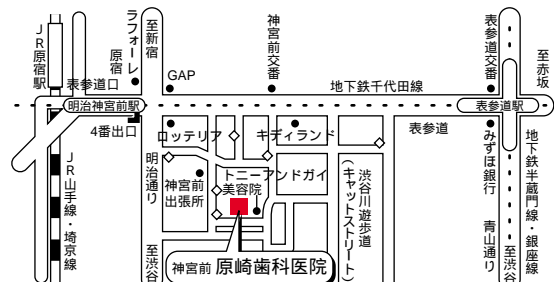 JR原宿駅
ラフォーレ原宿
至新宿
神宮前交番
表参道交番
至赤坂
表参道口
GAP
地下鉄千代田線
明治神宮前駅
表参道駅
4番出口
ロッテリア
キディランド
表参道
みずほ銀行
地下鉄半蔵門線・銀座線
JR山手線・埼京線
明治通り
神宮前
出張所
トニーアンドガイ
美容院
渋谷川遊歩道
(キャットストリート)
青山通り
至渋谷
至渋谷
神宮前 原崎歯科医院